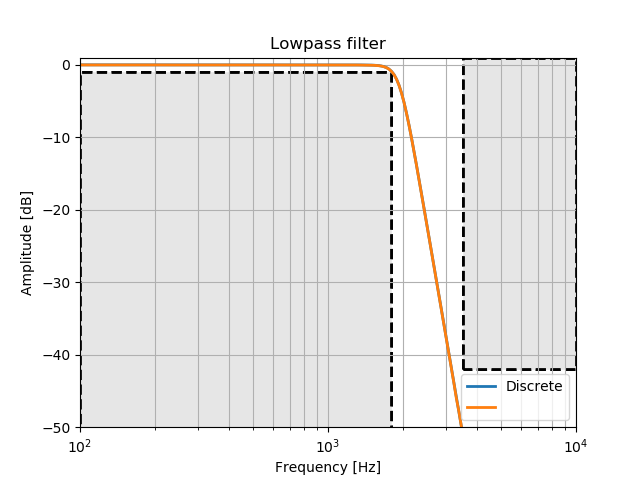 Lowpass filter
Amplitude [dB]
0
−10
−20
−30
−40
−50
Discrete
10²
10³
10⁴
Frequency [Hz]